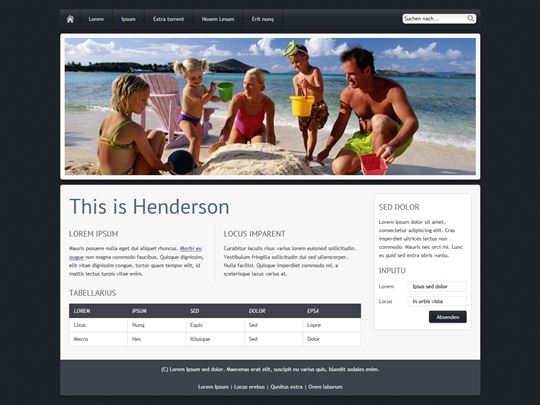 Lorem Ipsum Extra torrent Nosem Lesum Erit nunq Suchen nach ...
This is Henderson
LOREM IPSUM
Mauris posuere nulla eget dui aliquet rhoncus. Morbi eu
augue non magna commodo faucibus. Quisque dignissim,
elit vitae dignissim congue, tortor quam tempor elit, id
mattis lectus turpis vitae enim.
LOCUS IMPARENT
Curabitur iaculis risus varius lorem euismod sollicitudin.
Vestibulum fringilla sollicitudin dui sed ullamcorper.
Nulla facilisi. Quisque imperdiet commodo mi, a
scelerisque lacus varius at.
TABELLARIUS
LOREM IPSUM SED DOLOR EPSA
Lixus Nunq Equis Sed Lopre
Mecro Nec Illiusque Sed Dolor
SED DOLOR
Lorem ipsum dolor sit amet,
consectetur adipiscing elit. Cras
imperdiet ultrices lectus non
commodo. Mauris nec orci mi. Lunc
es quid sed extra obris vuntu.
INPUTU
Lorem Ipsus sed dolor
Locus In orbis vista
Absenden
(C) Lorem ipsum sed dolor. Maecenas erat elit, suscipit eu varius quis, blandit sodales enim.
Lorem Ipsum | Locus erebus | Qunitus extra | Orem laborum